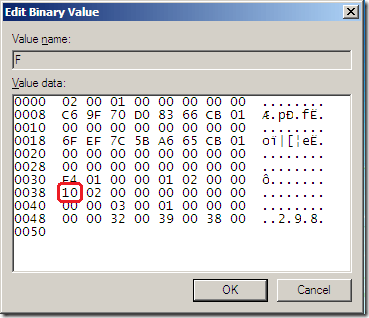 Edit Binary Value
Value name:
F
Value data:
0000 02 00 01 00 00 00 00 00 ........
0008 C6 9F 70 D0 83 66 CB 01 Æ.pÐ.fË.
0010 00 00 00 00 00 00 00 00 ........
0018 6F EF 7C 5B A6 65 CB 01 oï|[¦eË.
0020 00 00 00 00 00 00 00 00 ........
0028 00 00 00 00 00 00 00 00 ........
0030 F4 01 00 00 01 02 00 00 ô.......
0038 10 02 00 00 00 00 00 00 ........
0040 00 00 03 00 01 00 00 00 ........
0048 00 00 32 00 39 00 38 00 ..2.9.8.
0050
OK Cancel